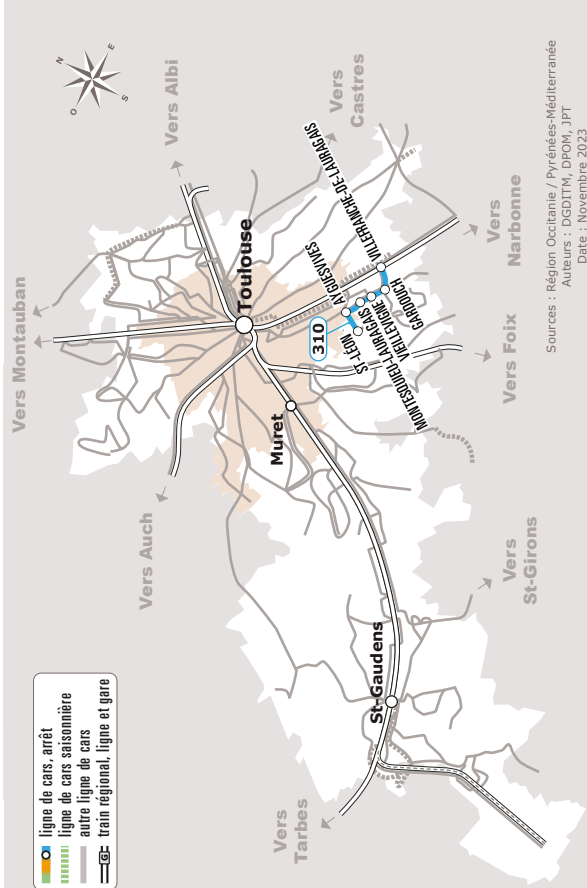 ligne de cars, arrêt
ligne de cars saisonnière
autre ligne de cars
G
train régional, ligne et gare
N
E
S
O
Vers Montauban
Vers Albi
Vers
Castres
Vers Auch
Toulouse
Muret
310
ST-LEON
AYGUESVIVES
MONTESQUIEU-LAURAGAIS
VIEILLEVIGNE
GARDOUCH
VILLEFRANCHE-DE-LAURAGAIS
Vers
Narbonne
Vers Foix
Vers
St-Girons
St-Gaudens
Vers
Tarbes
Sources : Région Occitanie / Pyrénées-Méditerranée
Auteurs : DGDITM, DPOM, JPT
Date : Novembre 2023